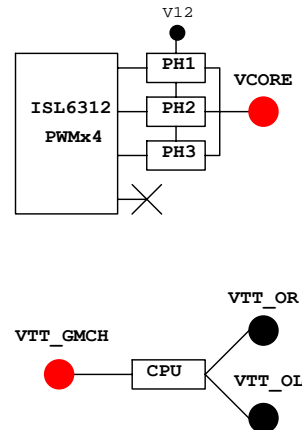 V12
PH1
VCORE
ISL6312
PH2
PWMx4
PH3
VTT_OR
VTT_GMCH
CPU
VTT_OL